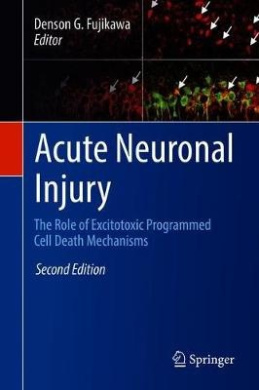 Denson G. Fujikawa
Editor
Acute Neuronal
Injury
The Role of Excitotoxic Programmed
Cell Death Mechanisms
Second Edition
Springer